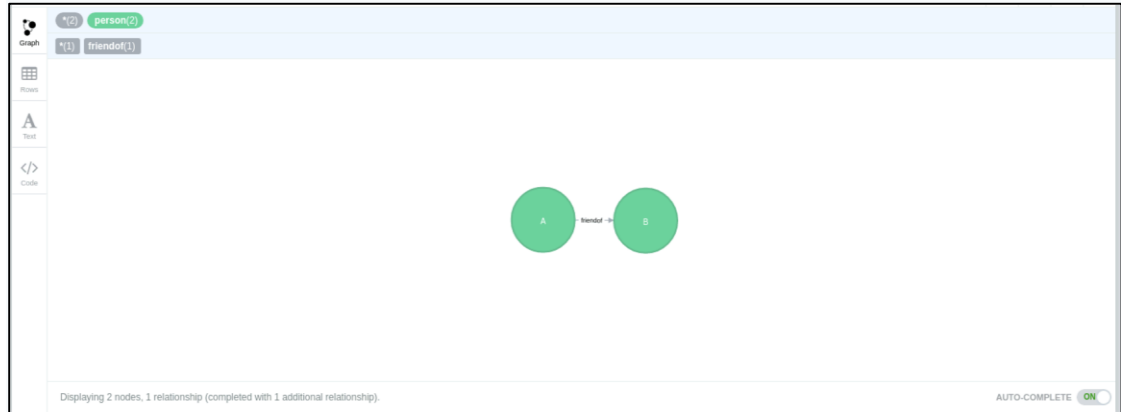 *(2) person(2)
*(1) friendof(1)
Graph
Rows
A
Text
</>
Code
A friendof B
Displaying 2 nodes, 1 relationship (completed with 1 additional relationship).
AUTO-COMPLETE ON